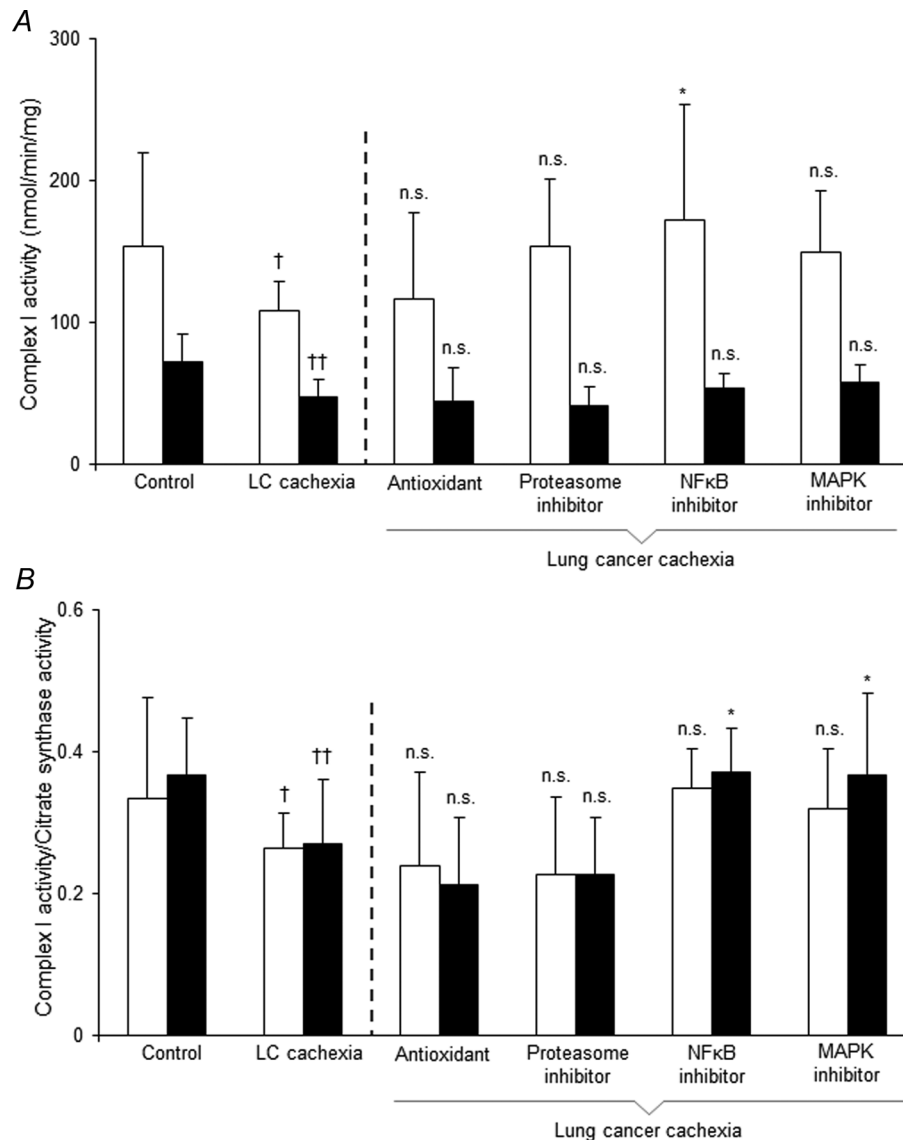 A
300
200
100
0
Complex I activity (nmol/min/mg)
†
††
n.s.
n.s.
n.s.
n.s.
*
n.s.
n.s.
n.s.
Control
LC cachexia
Antioxidant
Proteasome
inhibitor
NFκB
inhibitor
MAPK
inhibitor
Lung cancer cachexia
B
0.6
0.4
0.2
0
Complex I activity/Citrate synthase activity
†
††
n.s.
n.s.
n.s.
n.s.
n.s.
*
n.s.
*
Control
LC cachexia
Antioxidant
Proteasome
inhibitor
NFκB
inhibitor
MAPK
inhibitor
Lung cancer cachexia